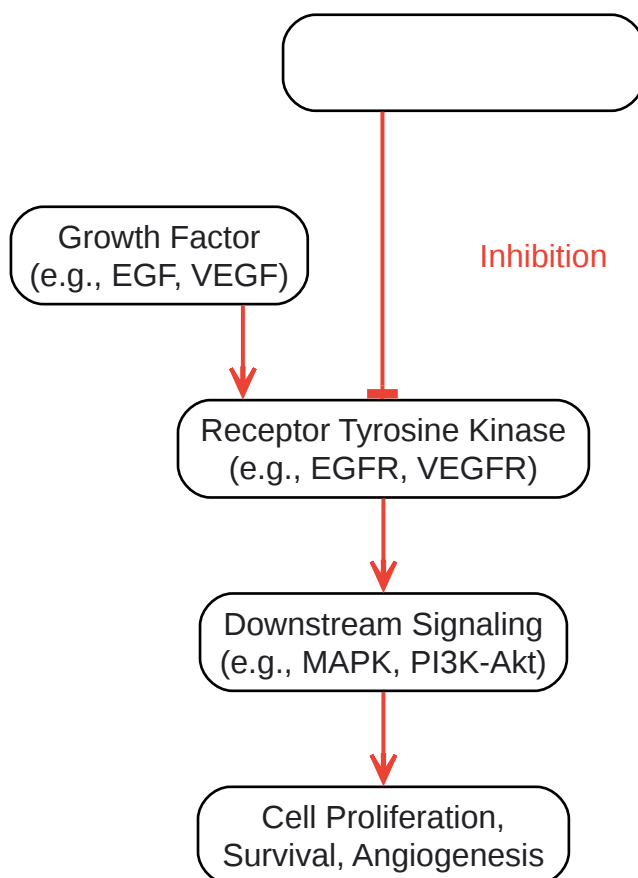 Growth Factor
(e.g., EGF, VEGF)
Inhibition
Receptor Tyrosine Kinase
(e.g., EGFR, VEGFR)
Downstream Signaling
(e.g., MAPK, PI3K-Akt)
Cell Proliferation,
Survival, Angiogenesis